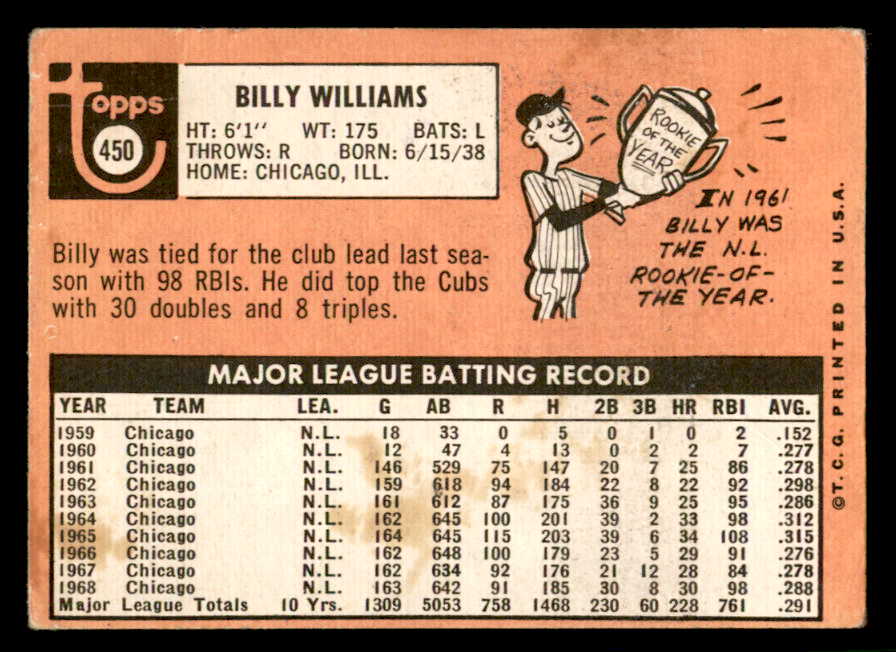 topps
450
BILLY WILLIAMS
HT: 6'1'' WT: 175 BATS: L
THROWS: R BORN: 6/15/38
HOME: CHICAGO, ILL.
ROOKIE
OF THE
YEAR
IN 1961
BILLY WAS
THE N.L.
ROOKIE-OF-
THE YEAR.
Billy was tied for the club lead last sea-
son with 98 RBIs. He did top the Cubs
with 30 doubles and 8 triples.
MAJOR LEAGUE BATTING RECORD
YEAR TEAM LEA. G AB R H 2B 3B HR RBI AVG.
1959 Chicago N.L. 18 33 0 5 0 1 0 2 .152
1960 Chicago N.L. 12 47 4 13 0 2 2 7 .277
1961 Chicago N.L. 146 529 75 147 20 7 25 86 .278
1962 Chicago N.L. 159 618 94 184 22 8 22 92 .298
1963 Chicago N.L. 161 612 87 175 36 9 25 95 .286
1964 Chicago N.L. 162 645 100 201 39 2 33 98 .312
1965 Chicago N.L. 164 645 115 203 39 6 34 108 .315
1966 Chicago N.L. 162 648 100 179 23 5 29 91 .276
1967 Chicago N.L. 162 634 92 176 21 12 28 84 .278
1968 Chicago N.L. 163 642 91 185 30 8 30 98 .288
Major League Totals 10 Yrs. 1309 5053 758 1468 230 60 228 761 .291
©T.C.G. PRINTED IN U.S.A.